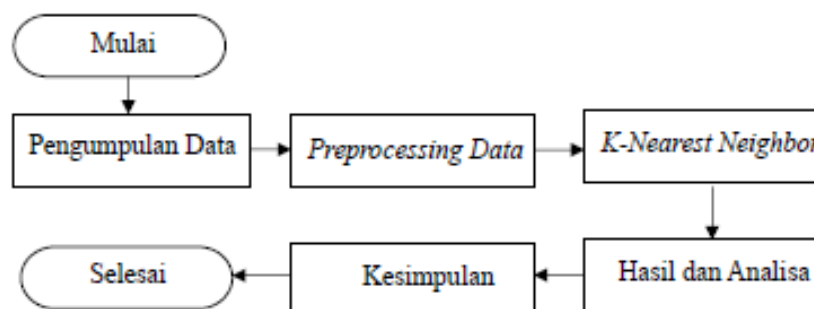 Mulai
Pengumpulan Data
Preprocessing Data
K-Nearest Neighbor
Hasil dan Analisa
Kesimpulan
Selesai